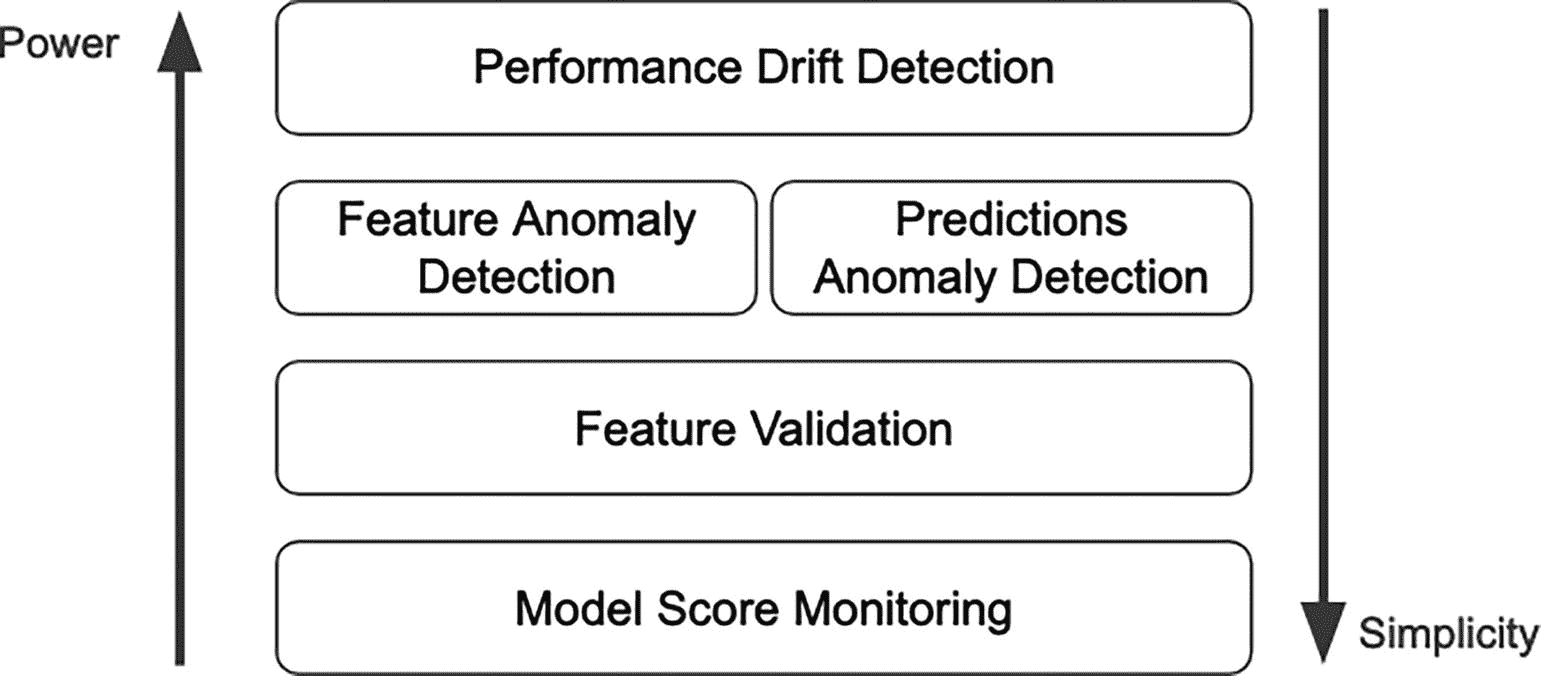 Power
Performance Drift Detection
Feature Anomaly
Detection
Predictions
Anomaly Detection
Feature Validation
Model Score Monitoring
Simplicity